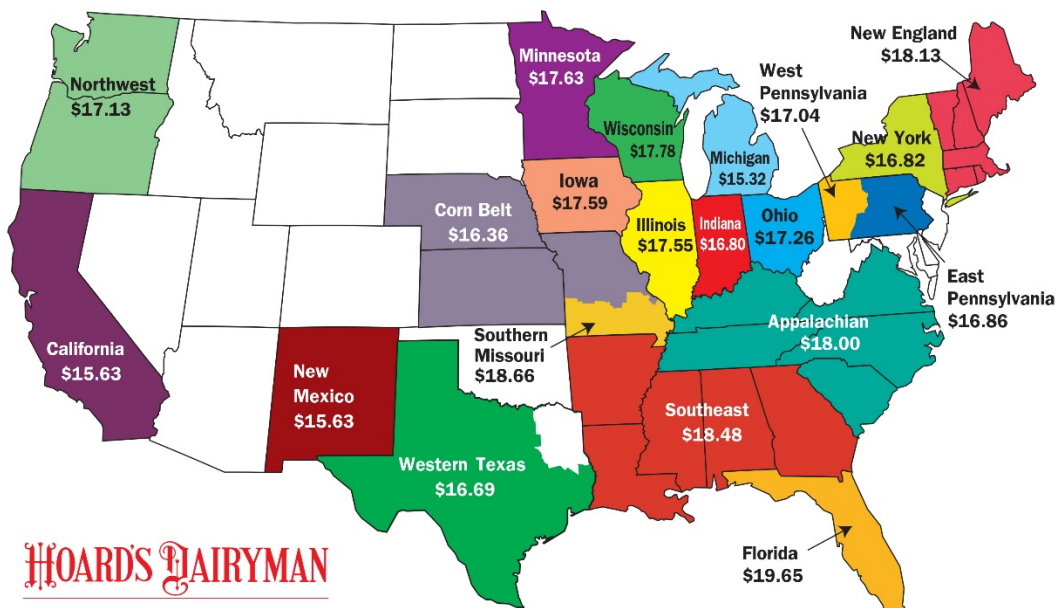 Northwest
$17.13
Minnesota
$17.63
New England
$18.13
West
Pennsylvania
$17.04
Wisconsin
$17.78
Michigan
$15.32
New York
$16.82
Corn Belt
$16.36
Iowa
$17.59
Illinois
$17.55
Indiana
$16.80
Ohio
$17.26
East
Pennsylvania
$16.86
California
$15.63
New
Mexico
$15.63
Southern
Missouri
$18.66
Appalachian
$18.00
Western Texas
$16.69
Southeast
$18.48
Florida
$19.65
HOARD'S DAIRYMAN